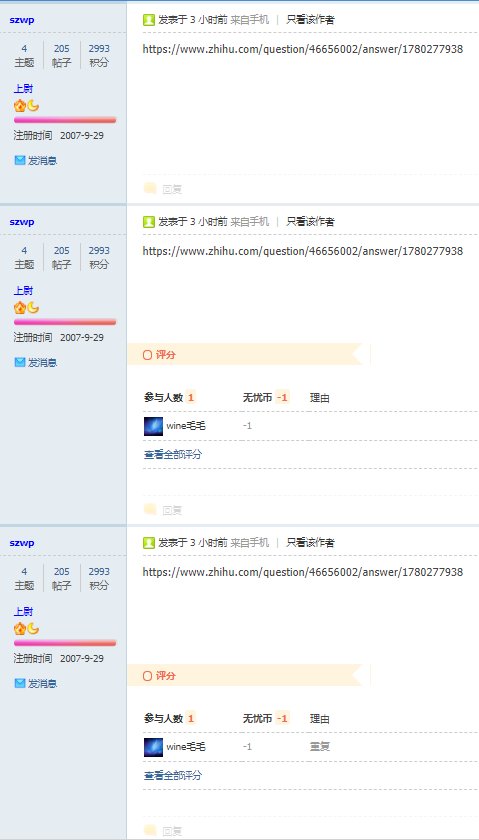 szwp
发表于 3 小时前 来自手机 | 只看该作者
4 205 2993
主题 帖子 积分
https://www.zhihu.com/question/46656002/answer/1780277938
上尉
注册时间 2007-9-29
发消息
回复
szwp
发表于 3 小时前 来自手机 | 只看该作者
4 205 2993
主题 帖子 积分
https://www.zhihu.com/question/46656002/answer/1780277938
上尉
注册时间 2007-9-29
发消息
评分
参与人数 1 无忧币 -1 理由
wine毛毛 -1
查看全部评分
回复
szwp
发表于 3 小时前 来自手机 | 只看该作者
4 205 2993
主题 帖子 积分
https://www.zhihu.com/question/46656002/answer/1780277938
上尉
注册时间 2007-9-29
发消息
评分
参与人数 1 无忧币 -1 理由
wine毛毛 -1 重复
查看全部评分
回复